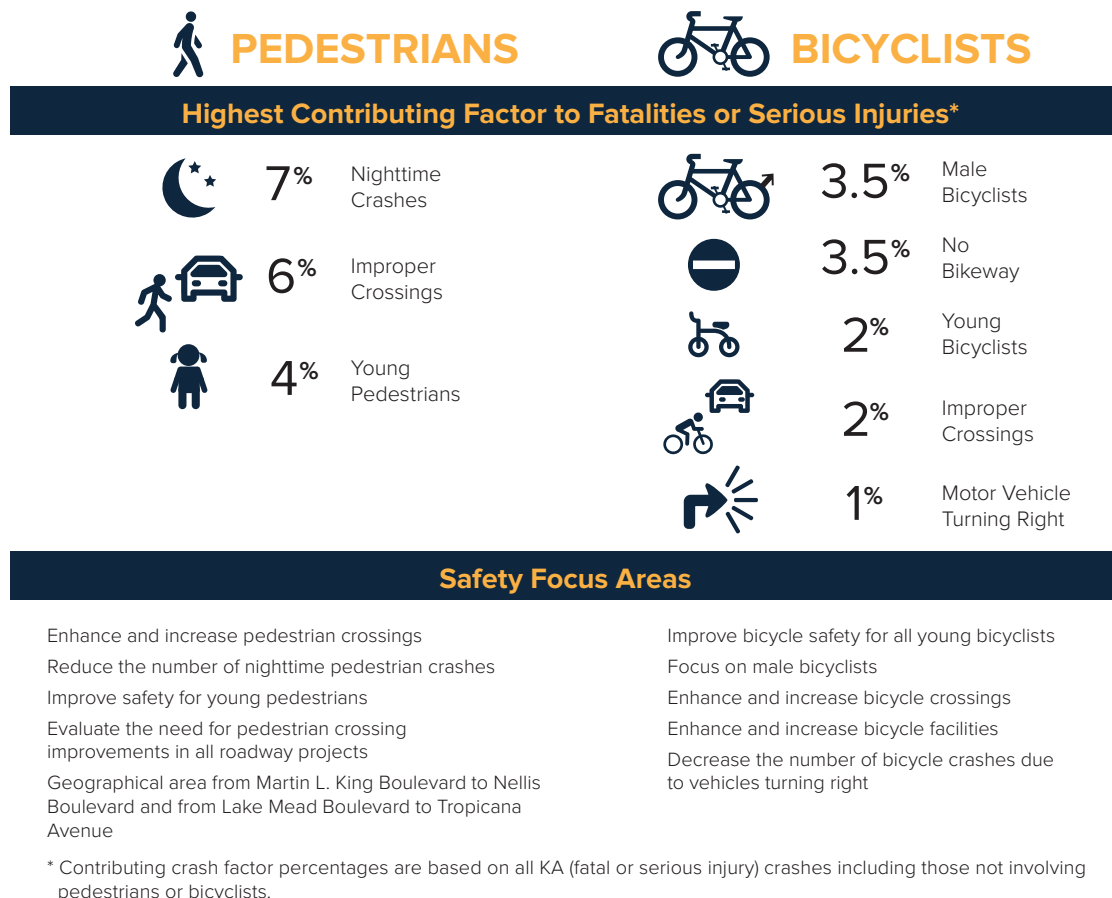 PEDESTRIANS
BICYCLISTS
Highest Contributing Factor to Fatalities or Serious Injuries*
7%
Nighttime
Crashes
6%
Improper
Crossings
4%
Young
Pedestrians
3.5%
Male
Bicyclists
3.5%
No
Bikeway
2%
Young
Bicyclists
2%
Improper
Crossings
1%
Motor Vehicle
Turning Right
Safety Focus Areas
Enhance and increase pedestrian crossings
Reduce the number of nighttime pedestrian crashes
Improve safety for young pedestrians
Evaluate the need for pedestrian crossing
improvements in all roadway projects
Geographical area from Martin L. King Boulevard to Nellis
Boulevard and from Lake Mead Boulevard to Tropicana
Avenue
Improve bicycle safety for all young bicyclists
Focus on male bicyclists
Enhance and increase bicycle crossings
Enhance and increase bicycle facilities
Decrease the number of bicycle crashes due
to vehicles turning right
* Contributing crash factor percentages are based on all KA (fatal or serious injury) crashes including those not involving
pedestrians or bicyclists.